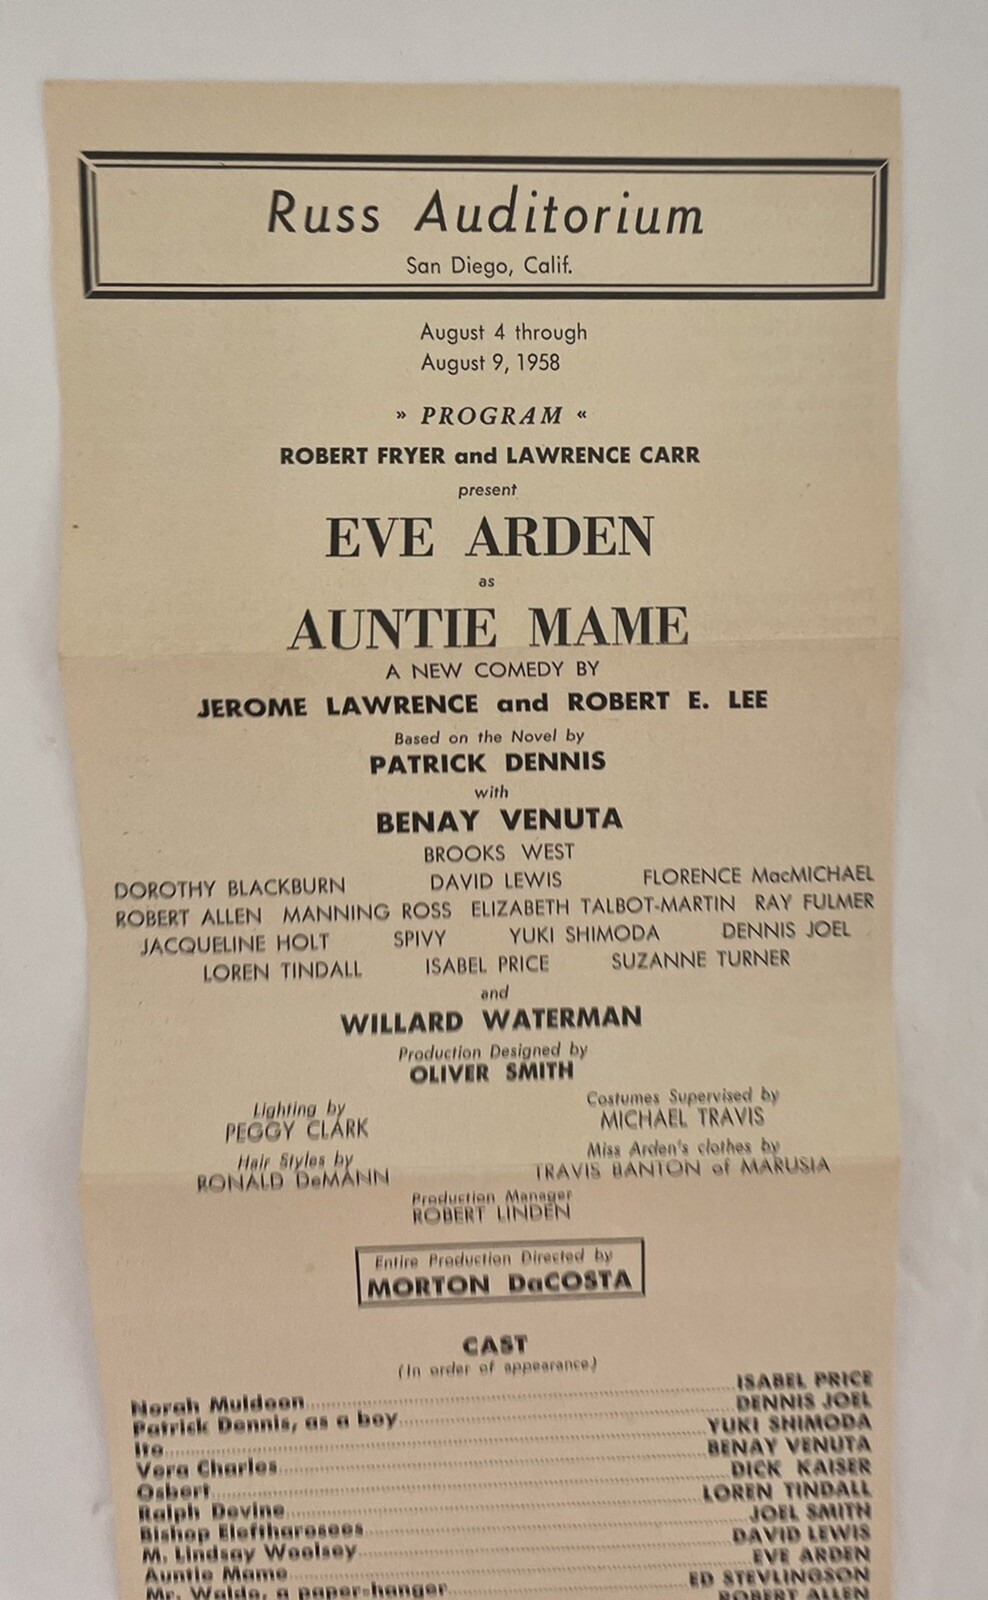 Russ Auditorium
San Diego, Calif.
August 4 through
August 9, 1958
» PROGRAM «
ROBERT FRYER and LAWRENCE CARR
present
EVE ARDEN
as
AUNTIE MAME
A NEW COMEDY BY
JEROME LAWRENCE and ROBERT E. LEE
Based on the Novel by
PATRICK DENNIS
with
BENAY VENUTA
BROOKS WEST
DOROTHY BLACKBURN DAVID LEWIS FLORENCE MacMICHAEL
ROBERT ALLEN MANNING ROSS ELIZABETH TALBOT-MARTIN RAY FULMER
JACQUELINE HOLT SPIVY YUKI SHIMODA DENNIS JOEL
LOREN TINDALL ISABEL PRICE SUZANNE TURNER
and
WILLARD WATERMAN
Production Designed by
OLIVER SMITH
Lighting by
PEGGY CLARK
Costumes Supervised by
MICHAEL TRAVIS
Hair Styles by
RONALD DeMANN
Miss Arden's clothes by
TRAVIS BANTON of MARUSIA
Production Manager
ROBERT LINDEN
Entire Production Directed by
MORTON DaCOSTA
CAST
(In order of appearance)
Norah Muldoon ISABEL PRICE
Patrick Dennis, as a boy DENNIS JOEL
Ito YUKI SHIMODA
Vera Charles BENAY VENUTA
Osbert DICK KAISER
Ralph Devine LOREN TINDALL
Bishop Eleftharosees JOEL SMITH
M. Lindsay Woolsey DAVID LEWIS
Auntie Mame EVE ARDEN
Mr. Waldo, a paper-hanger ED STEVLINGSON
ROBERT ALLEN